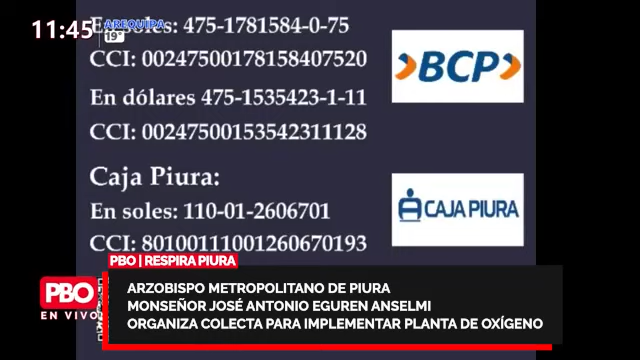 11:45
AREQUIPA
19°
En soles: 475-1781584-0-75
CCI: 00247500178158407520
En dólares 475-1535423-1-11
CCI: 00247500153542311128
BCP
Caja Piura:
En soles: 110-01-2606701
CCI: 80100111001260670193
CAJA PIURA
PBO | RESPIRA PIURA
ARZOBISPO METROPOLITANO DE PIURA
MONSEÑOR JOSÉ ANTONIO EGUREN ANSELMI
ORGANIZA COLECTA PARA IMPLEMENTAR PLANTA DE OXÍGENO
PBO
EN VIVO